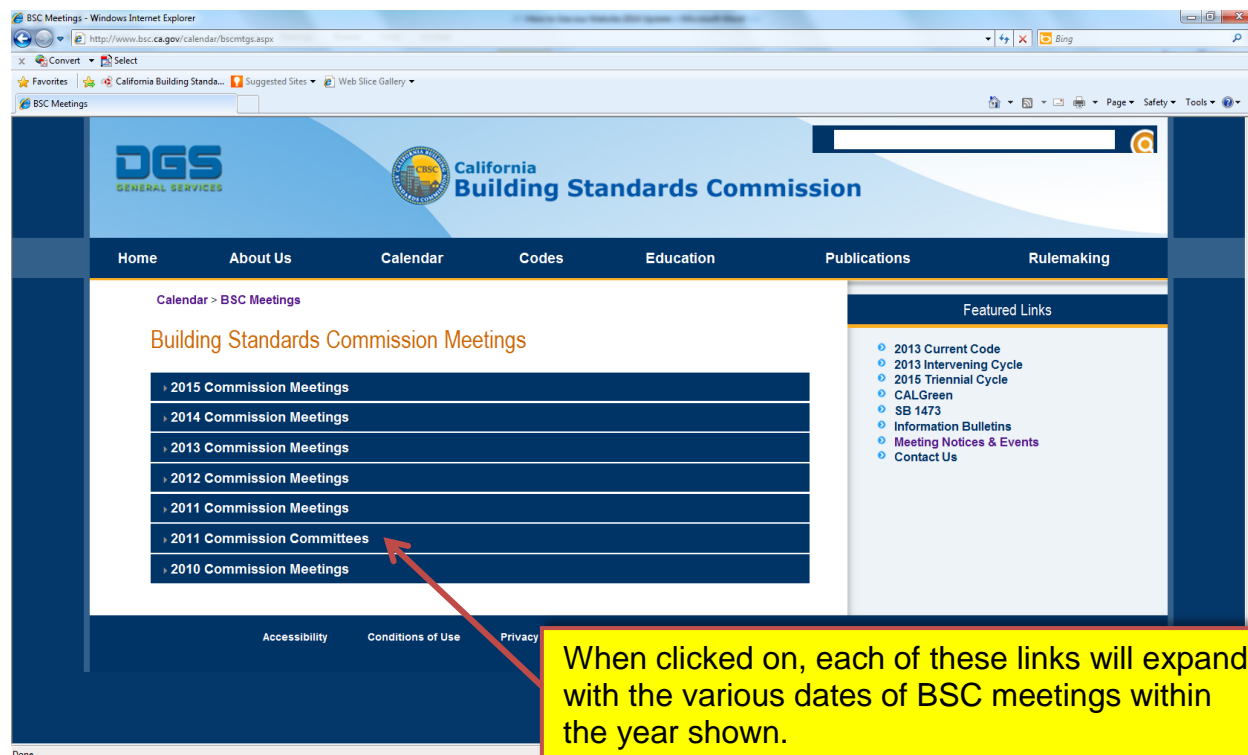 BSC Meetings - Windows Internet Explorer
http://www.bsc.ca.gov/calendar/bscmtgs.aspx
Bing
x Convert Select
Favorites California Building Standa... Suggested Sites Web Slice Gallery
BSC Meetings
Page Safety Tools
DGS
GENERAL SERVICES
CBSC
California
Building Standards Commission
Home About Us Calendar Codes Education Publications Rulemaking
Calendar > BSC Meetings
Building Standards Commission Meetings
2015 Commission Meetings
2014 Commission Meetings
2013 Commission Meetings
2012 Commission Meetings
2011 Commission Meetings
2011 Commission Committees
2010 Commission Meetings
Featured Links
2013 Current Code
2013 Intervening Cycle
2015 Triennial Cycle
CALGreen
SB 1473
Information Bulletins
Meeting Notices & Events
Contact Us
Accessibility Conditions of Use Privacy
When clicked on, each of these links will expand
with the various dates of BSC meetings within
the year shown.
Done